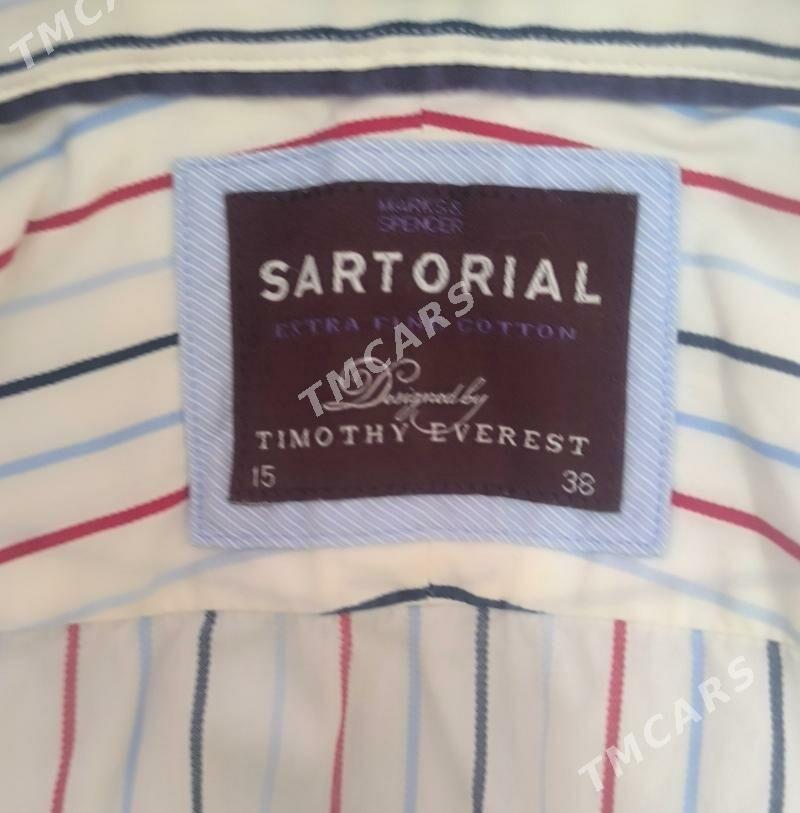 TMCARS
MARKS &
SPENCER
SARTORIAL
EXTRA FINE COTTON
TMCARS
Designed by
TIMOTHY EVEREST
15 38
TMCARS